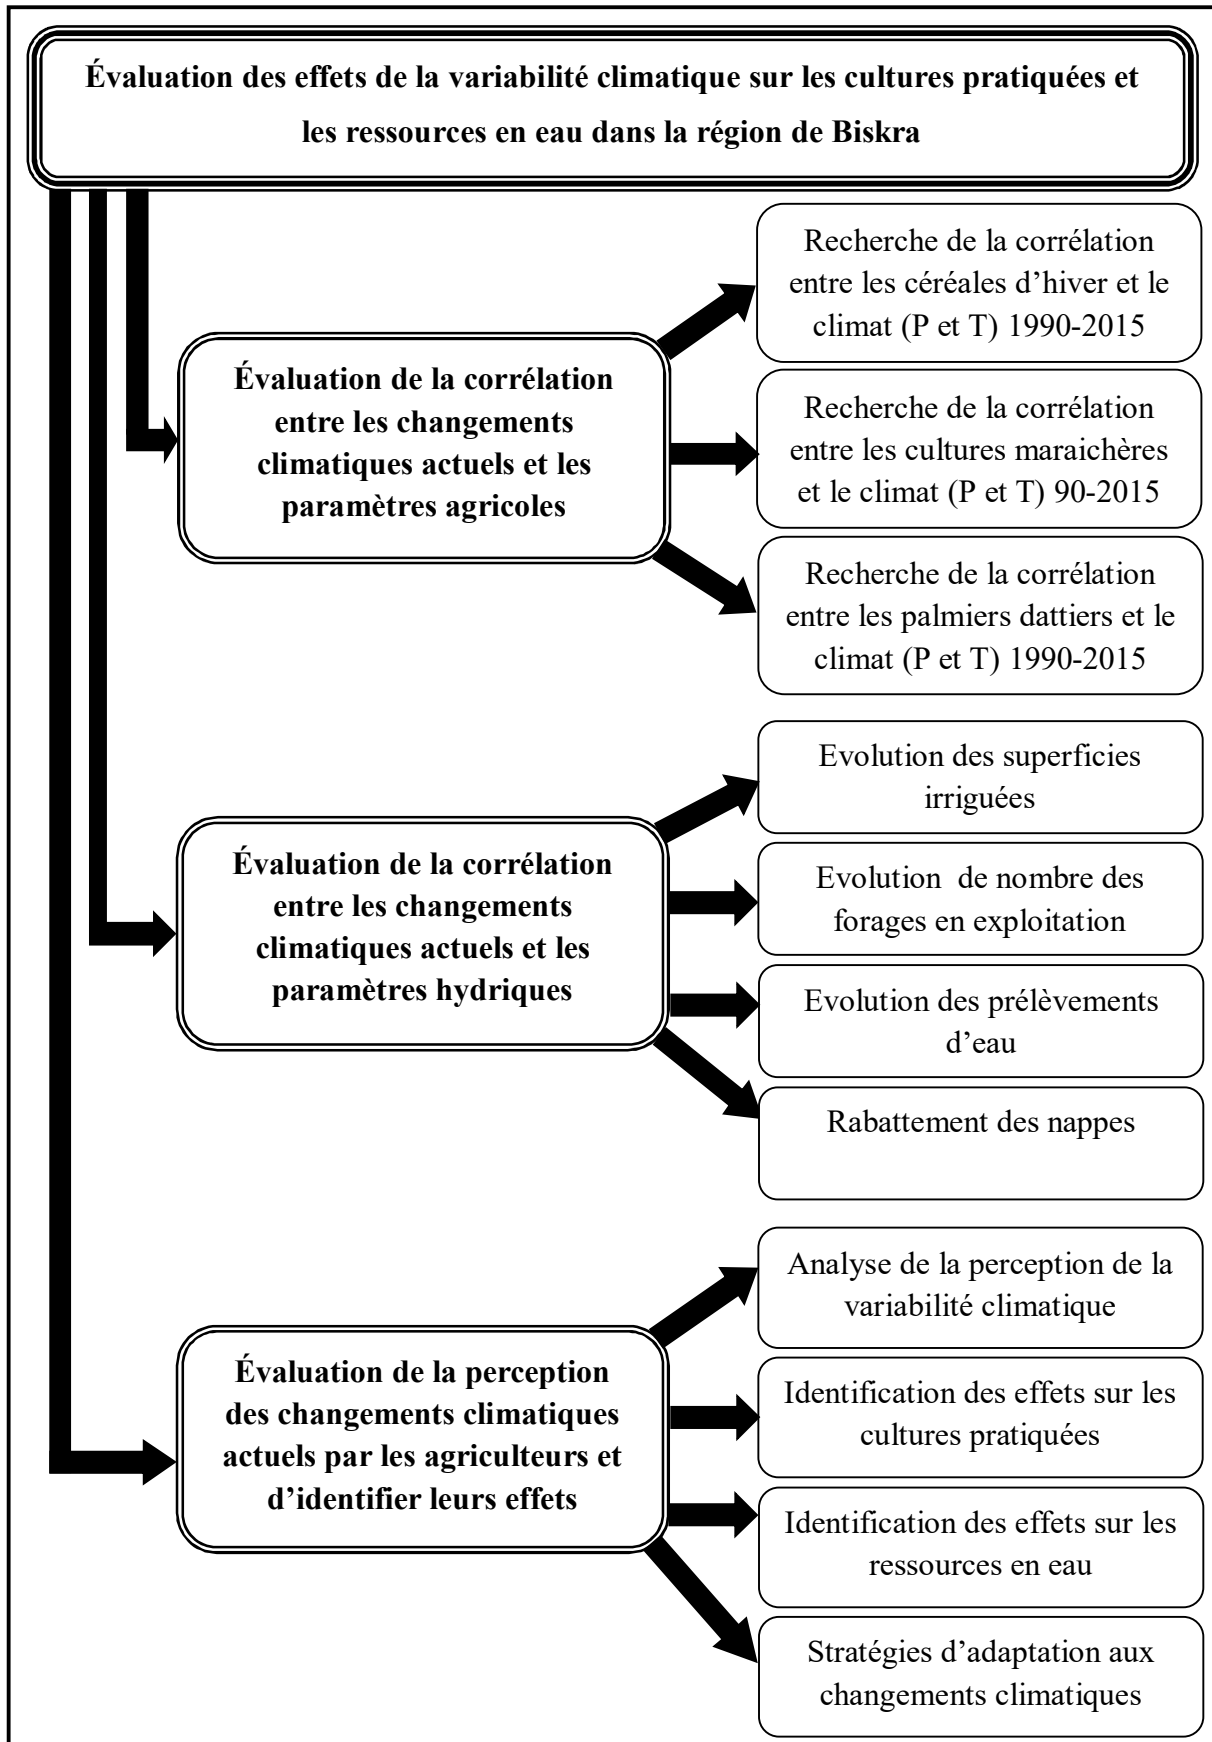 Évaluation des effets de la variabilité climatique sur les cultures pratiquées et
les ressources en eau dans la région de Biskra
Évaluation de la corrélation
entre les changements
climatiques actuels et les
paramètres agricoles
Recherche de la corrélation
entre les céréales d’hiver et le
climat (P et T) 1990-2015
Recherche de la corrélation
entre les cultures maraichères
et le climat (P et T) 90-2015
Recherche de la corrélation
entre les palmiers dattiers et le
climat (P et T) 1990-2015
Évaluation de la corrélation
entre les changements
climatiques actuels et les
paramètres hydriques
Evolution des superficies
irriguées
Evolution  de nombre des
forages en exploitation
Evolution des prélèvements
d’eau
Rabattement des nappes
Évaluation de la perception
des changements climatiques
actuels par les agriculteurs et
d’identifier leurs effets
Analyse de la perception de la
variabilité climatique
Identification des effets sur les
cultures pratiquées
Identification des effets sur les
ressources en eau
Stratégies d’adaptation aux
changements climatiques